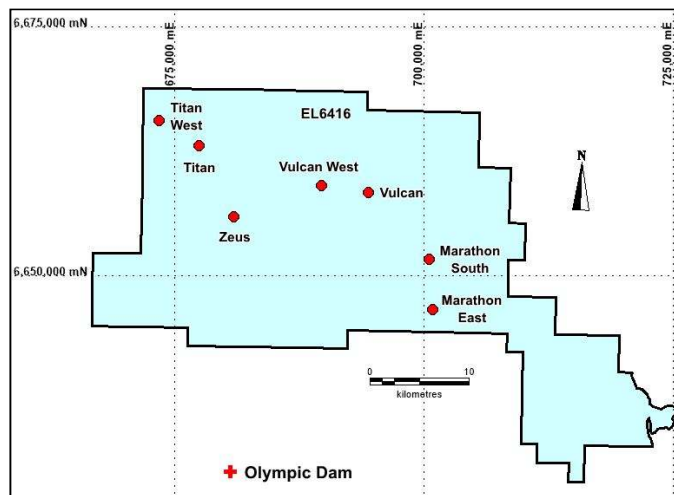 6,675,000 mN
675,000 mE
700,000 mE
725,000 mE
EL6416
Titan
West
Titan
Vulcan West
Vulcan
Zeus
N
Marathon
South
6,650,000 mN
Marathon
East
0 10
kilometres
Olympic Dam